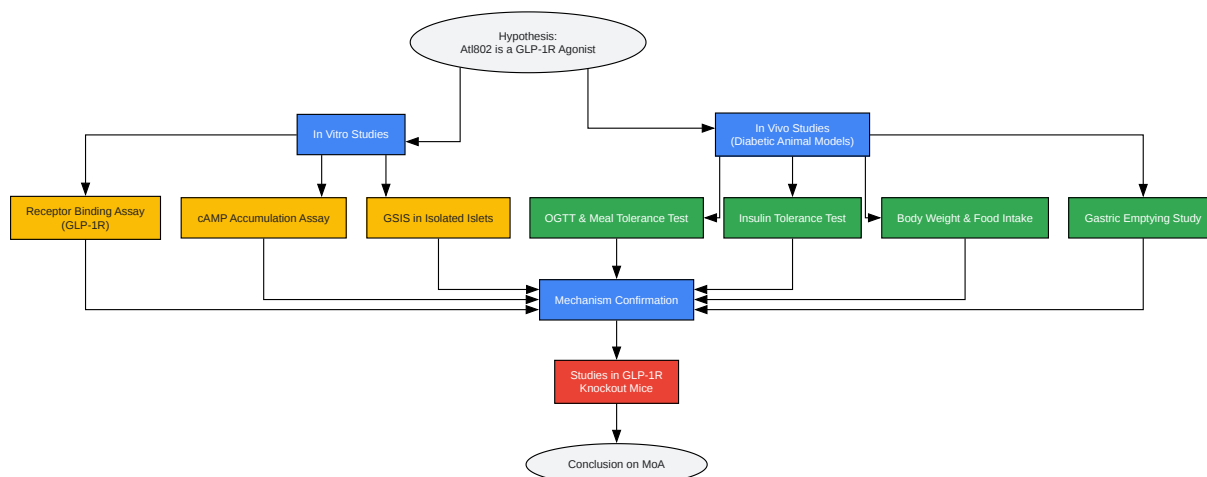 Hypothesis:
Atl802 is a GLP-1R Agonist
In Vitro Studies
In Vivo Studies
(Diabetic Animal Models)
Receptor Binding Assay
(GLP-1R)
cAMP Accumulation Assay
GSIS in Isolated Islets
OGTT & Meal Tolerance Test
Insulin Tolerance Test
Body Weight & Food Intake
Gastric Emptying Study
Mechanism Confirmation
Studies in GLP-1R
Knockout Mice
Conclusion on MoA